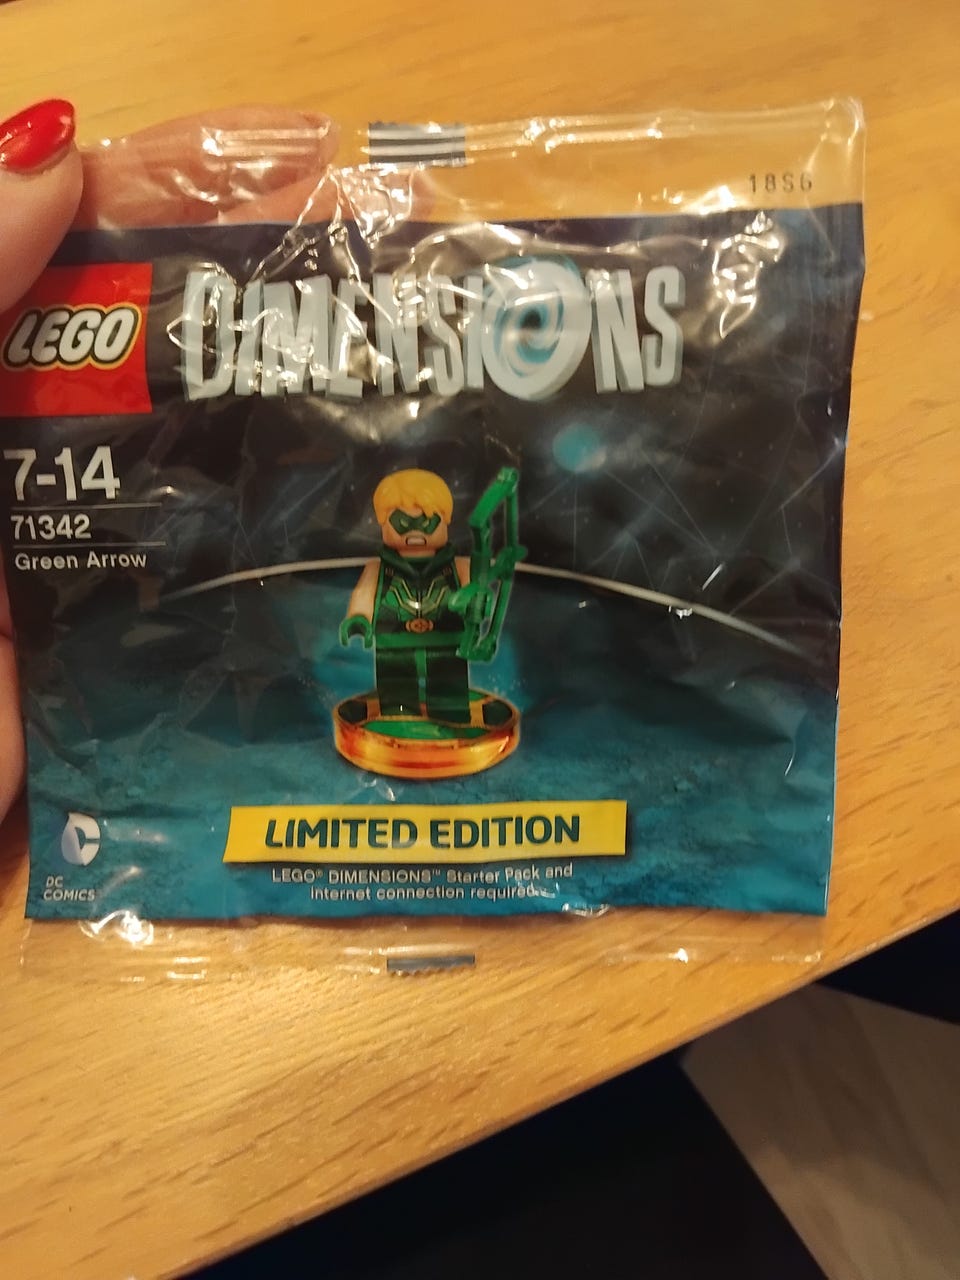 18S6
LEGO
DIMENSIONS
7-14
71342
Green Arrow
LIMITED EDITION
LEGO® DIMENSIONS™ Starter Pack and
internet connection required.
DC
COMICS™